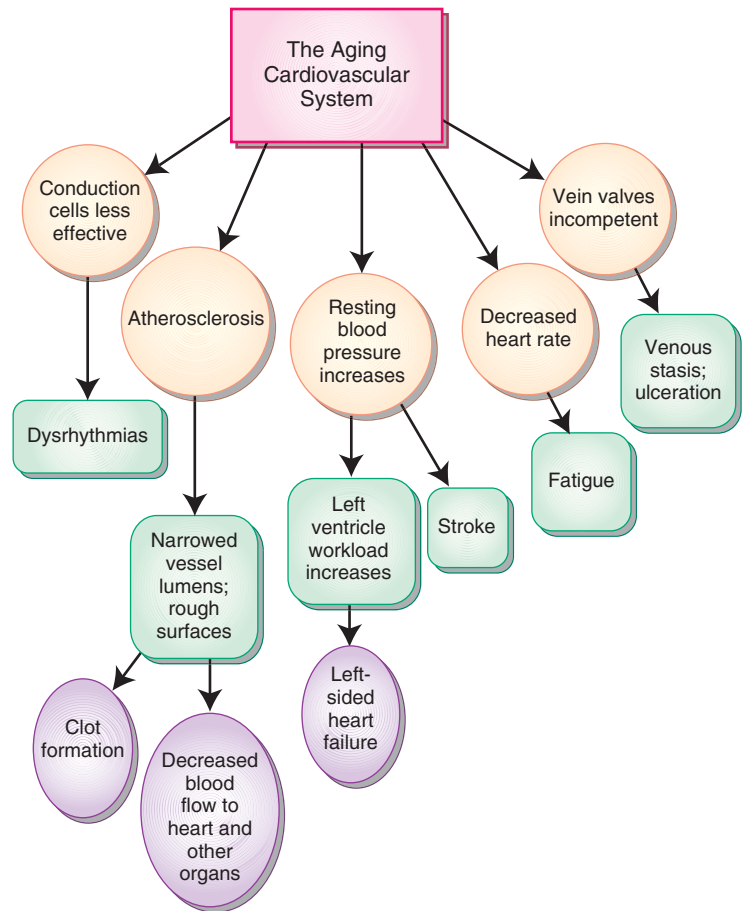 The Aging
Cardiovascular
System
Conduction
cells less
effective
Vein valves
incompetent
Atherosclerosis
Resting
blood
pressure
increases
Decreased
heart rate
Venous
stasis;
ulceration
Dysrhythmias
Fatigue
Left
ventricle
workload
increases
Stroke
Narrowed
vessel
lumens;
rough
surfaces
Left-
sided
heart
failure
Clot
formation
Decreased
blood
flow to
heart and
other
organs